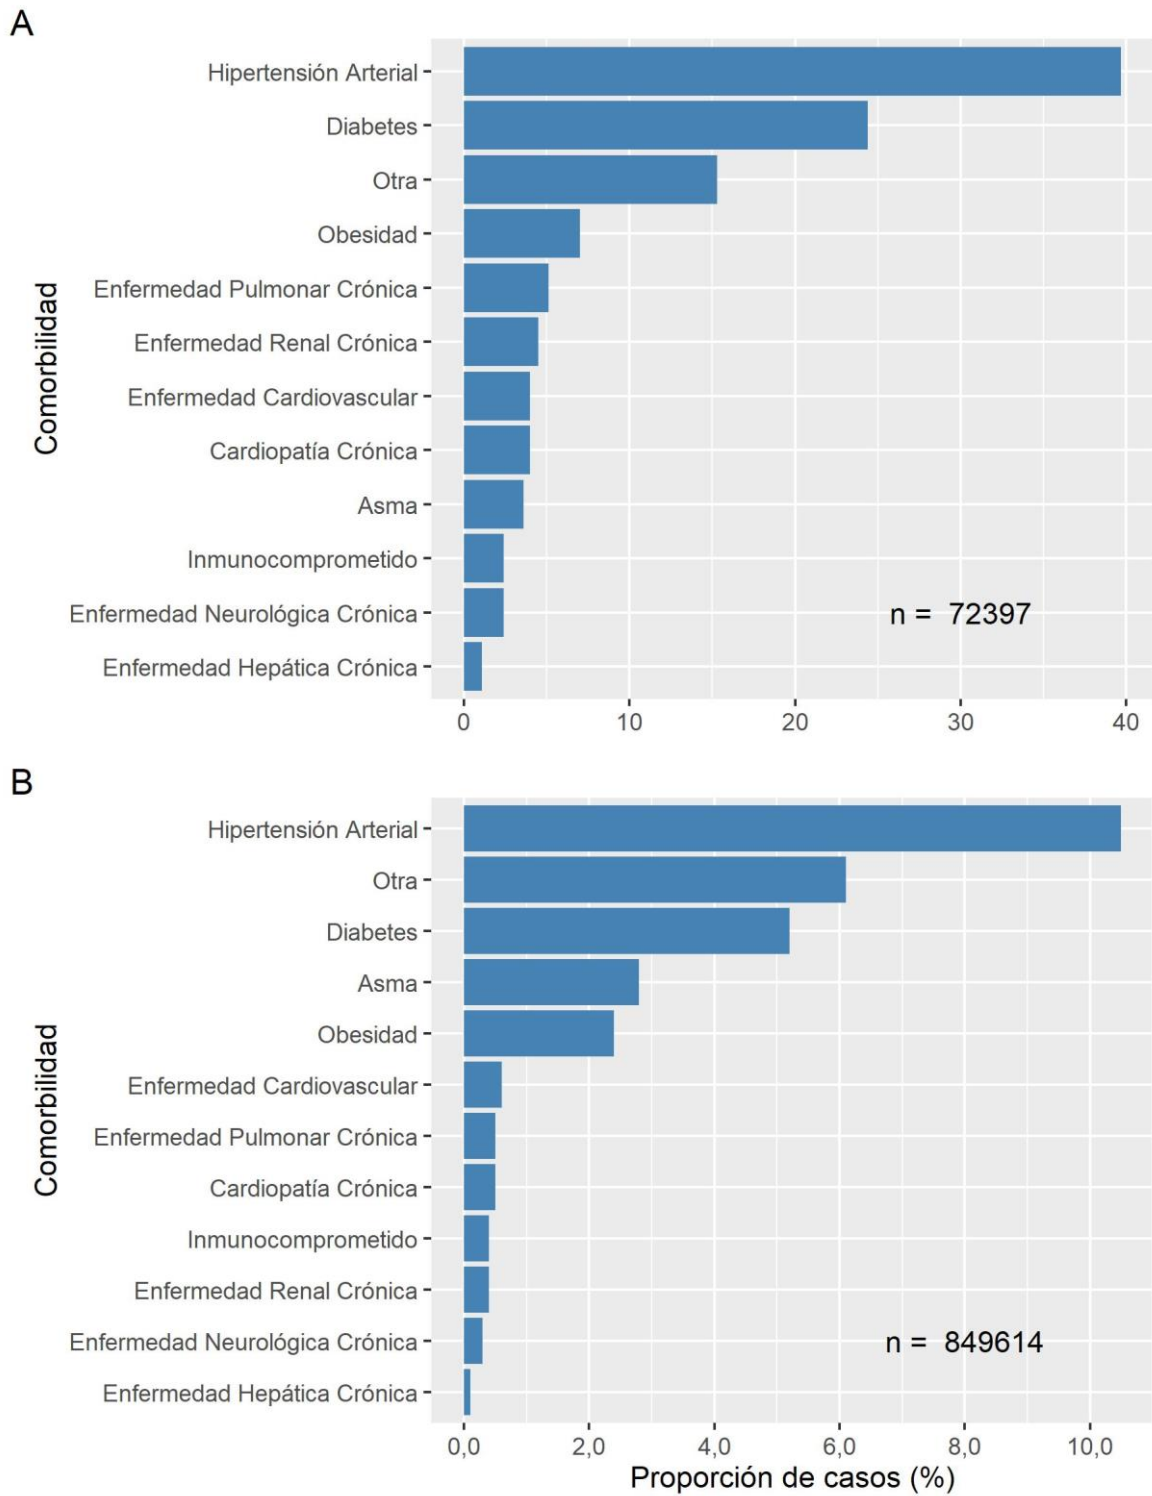 A
Hipertensión Arterial
Diabetes
Otra
Obesidad
Enfermedad Pulmonar Crónica
Enfermedad Renal Crónica
Enfermedad Cardiovascular
Cardiopatía Crónica
Asma
Inmunocomprometido
Enfermedad Neurológica Crónica
Enfermedad Hepática Crónica
Comorbilidad
n = 72397
0 10 20 30 40
B
Hipertensión Arterial
Otra
Diabetes
Asma
Obesidad
Enfermedad Cardiovascular
Enfermedad Pulmonar Crónica
Cardiopatía Crónica
Inmunocomprometido
Enfermedad Renal Crónica
Enfermedad Neurológica Crónica
Enfermedad Hepática Crónica
Comorbilidad
n = 849614
0,0 2,0 4,0 6,0 8,0 10,0
Proporción de casos (%)